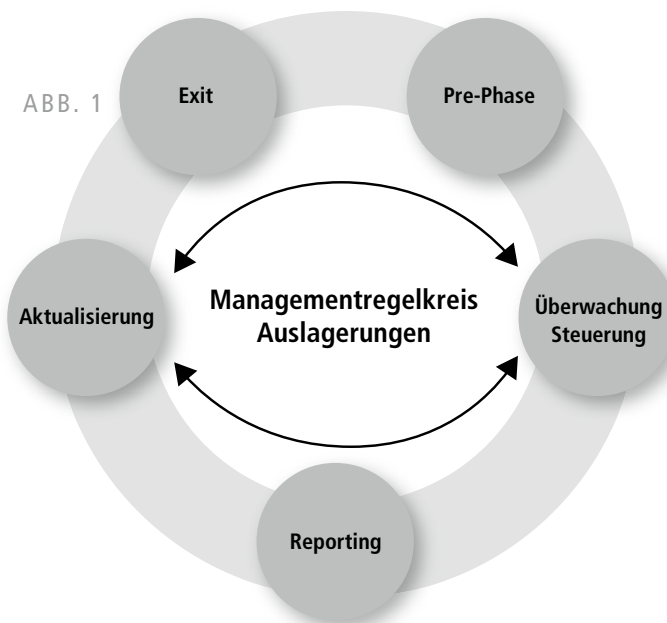 ABB. 1
Exit
Pre-Phase
Aktualisierung
Managementregelkreis
Auslagerungen
Überwachung
Steuerung
Reporting